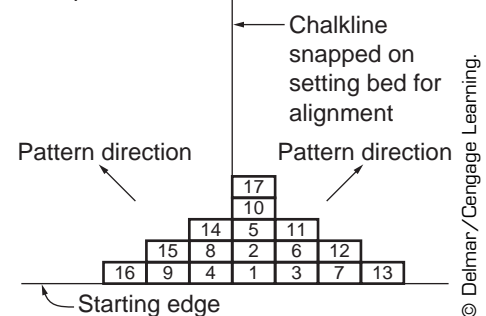 Chalkline
snapped on
setting bed for
alignment
Pattern direction Pattern direction
17
10
14 5 11
15 8 2 6 12
16 9 4 1 3 7 13
Starting edge
© Delmar/Cengage Learning.